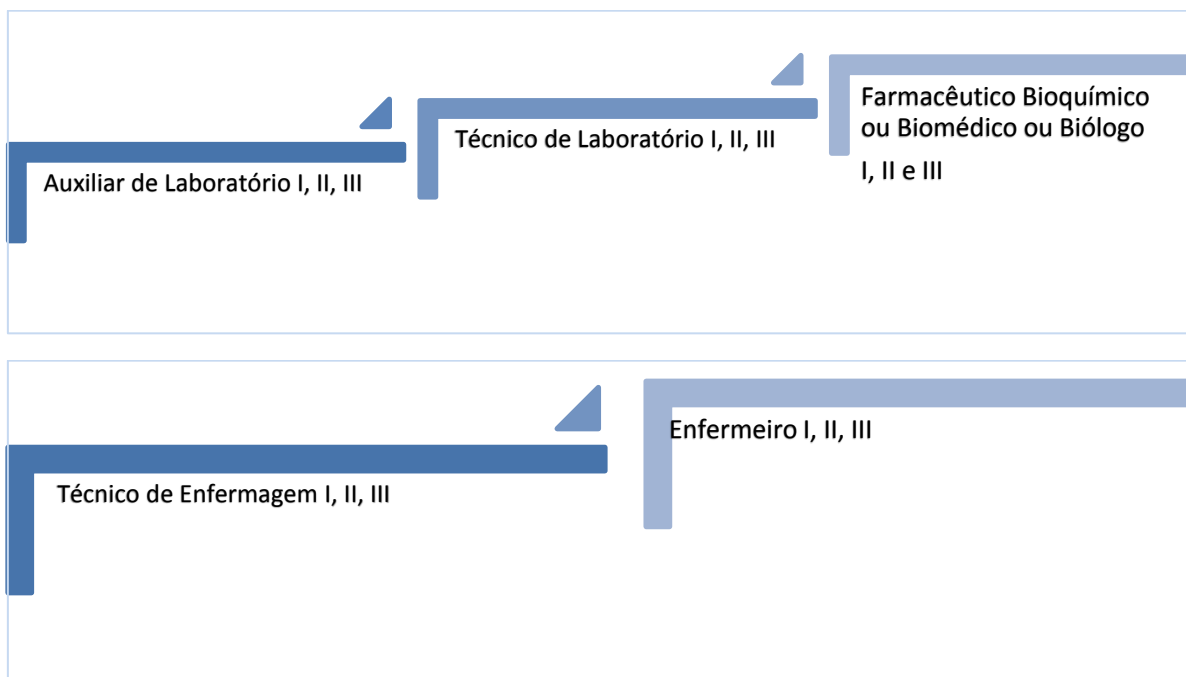 Auxiliar de Laboratório I, II, III
Técnico de Laboratório I, II, III
Farmacêutico Bioquímico
ou Biomédico ou Biólogo
I, II e III
Técnico de Enfermagem I, II, III
Enfermeiro I, II, III